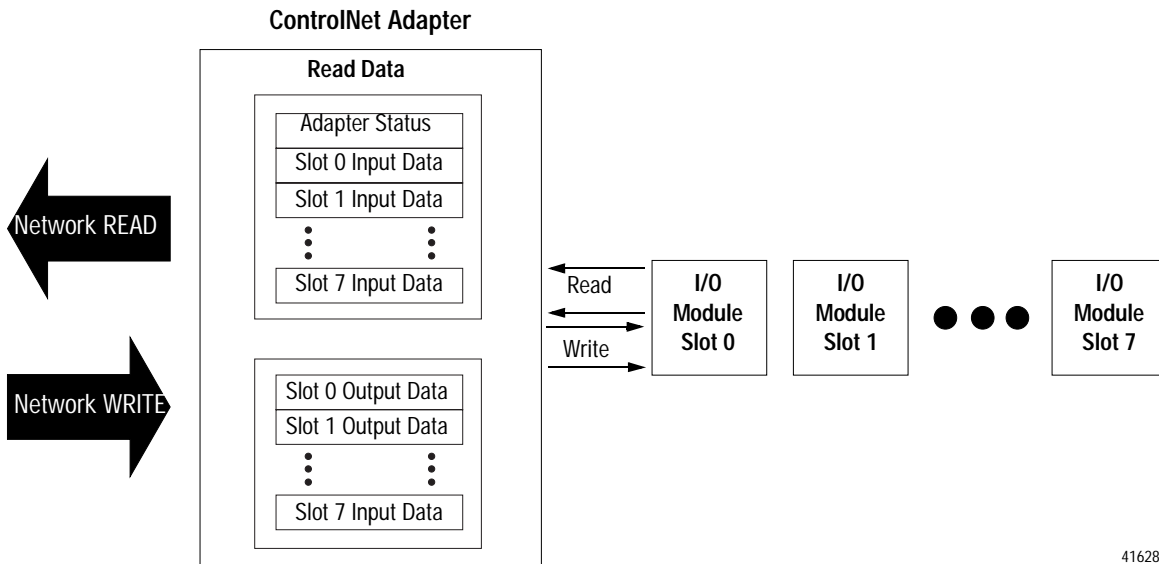 ControlNet Adapter
Read Data
Adapter Status
Slot 0 Input Data
Slot 1 Input Data
Slot 7 Input Data
Network READ
Read
Write
I/O
Module
Slot 0
I/O
Module
Slot 1
I/O
Module
Slot 7
Network WRITE
Slot 0 Output Data
Slot 1 Output Data
Slot 7 Input Data
41628